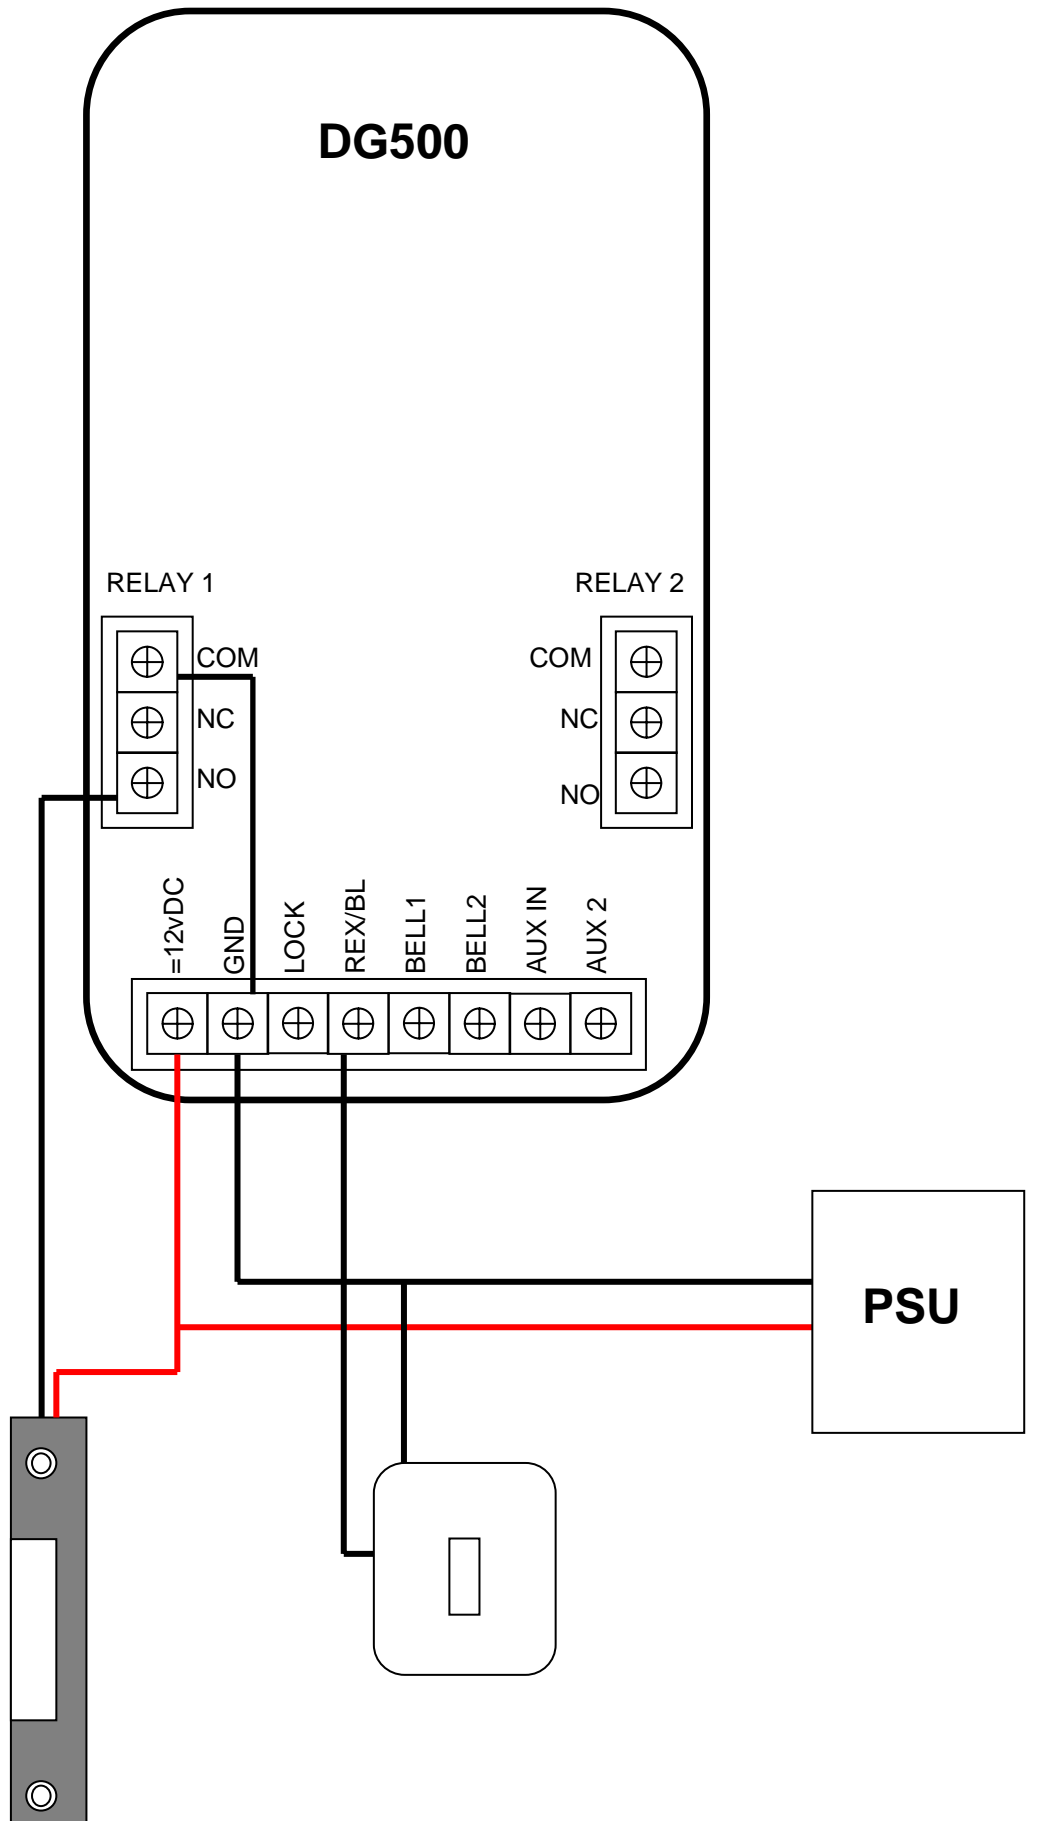 DG500
RELAY 1
RELAY 2
COM
COM
NC
NC
NO
NO
=12vDC
GND
LOCK
REX/BL
BELL1
BELL2
AUX IN
AUX 2
PSU